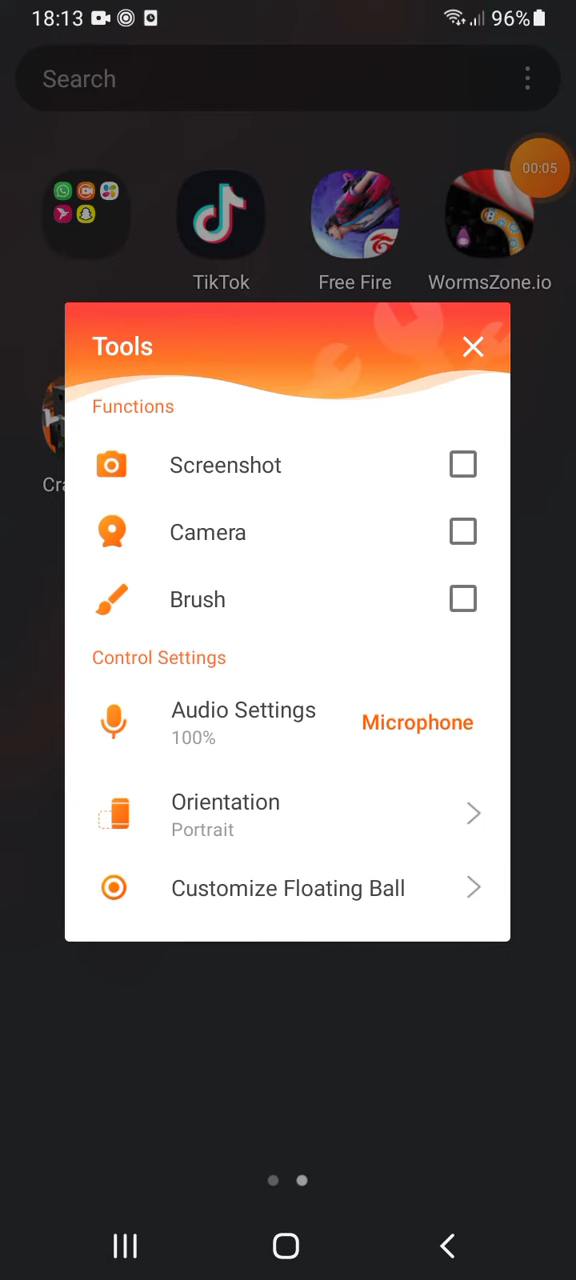 18:13
96%
Search
00:05
TikTok
Free Fire
WormsZone.io
Cra
Tools
Functions
Screenshot
Camera
Brush
Control Settings
Audio Settings
100%
Microphone
Orientation
Portrait
Customize Floating Ball